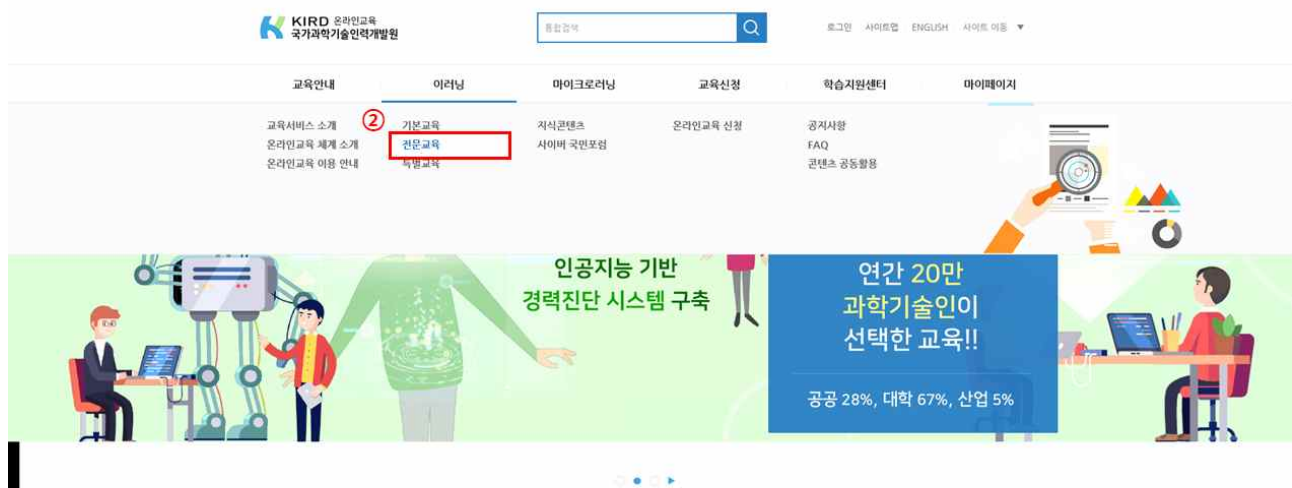 KIRD 온라인교육
국가과학기술인력개발원
통합검색
로그인 사이트맵 ENGLISH 사이트 이동 ▼
교육안내 이러닝 마이크로러닝 교육신청 학습지원센터 마이페이지
교육서비스 소개 ② 기본교육 지식콘텐츠 온라인교육 신청 공지사항
온라인교육 체계 소개 전문교육 사이버 국민포럼 FAQ
온라인교육 이용 안내 특별교육 콘텐츠 공동활용
인공지능 기반
경력진단 시스템 구축
연간 20만
과학기술인이
선택한 교육!!
공공 28%, 대학 67%, 산업 5%